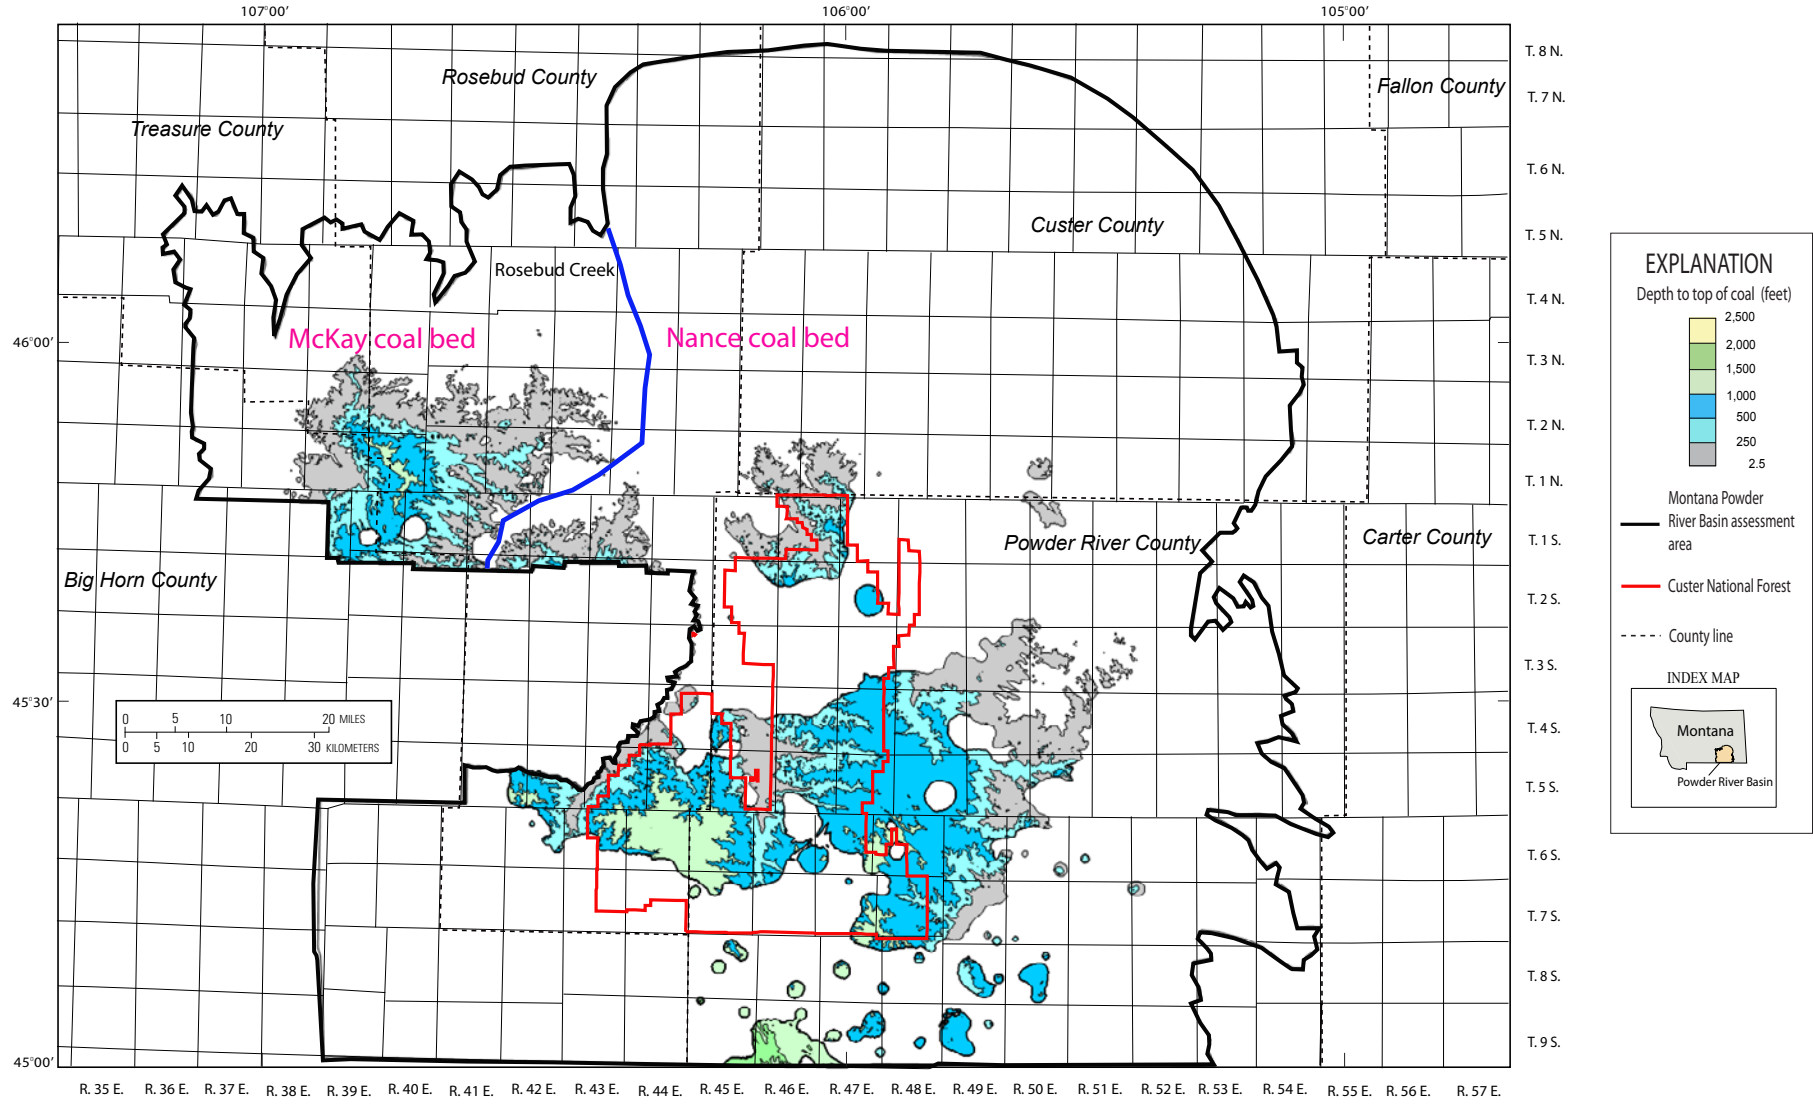 107°00'
106°00'
105°00'
T. 8 N.
Rosebud County
Fallon County
T. 7 N.
Treasure County
T. 6 N.
Custer County
T. 5 N.
Rosebud Creek
T. 4 N.
46°00'
McKay coal bed
Nance coal bed
T. 3 N.
T. 2 N.
T. 1 N.
Powder River County
Carter County
T. 1 S.
Big Horn County
T. 2 S.
T. 3 S.
45°30'
0 5 10 20 MILES
0 5 10 20 30 KILOMETERS
T. 4 S.
T. 5 S.
T. 6 S.
T. 7 S.
T. 8 S.
T. 9 S.
45°00'
R. 35 E. R. 36 E. R. 37 E. R. 38 E. R. 39 E. R. 40 E. R. 41 E. R. 42 E. R. 43 E. R. 44 E. R. 45 E. R. 46 E. R. 47 E. R. 48 E. R. 49 E. R. 50 E. R. 51 E. R. 52 E. R. 53 E. R. 54 E. R. 55 E. R. 56 E. R. 57 E.
EXPLANATION
Depth to top of coal (feet)
2,500
2,000
1,500
1,000
500
250
2.5
Montana Powder
River Basin assessment
area
Custer National Forest
County line
INDEX MAP
Montana
Powder River Basin